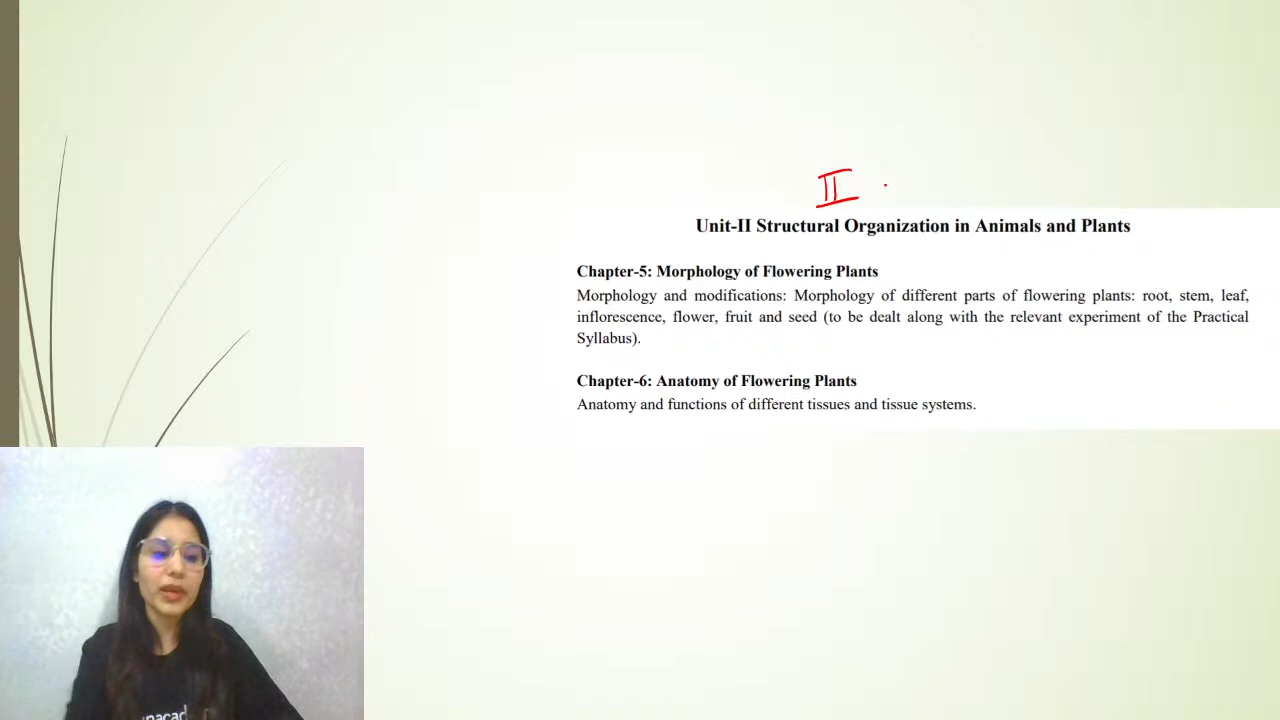 II
Unit-II Structural Organization in Animals and Plants
Chapter-5: Morphology of Flowering Plants
Morphology and modifications: Morphology of different parts of flowering plants: root, stem, leaf,
inflorescence, flower, fruit and seed (to be dealt along with the relevant experiment of the Practical
Syllabus).
Chapter-6: Anatomy of Flowering Plants
Anatomy and functions of different tissues and tissue systems.